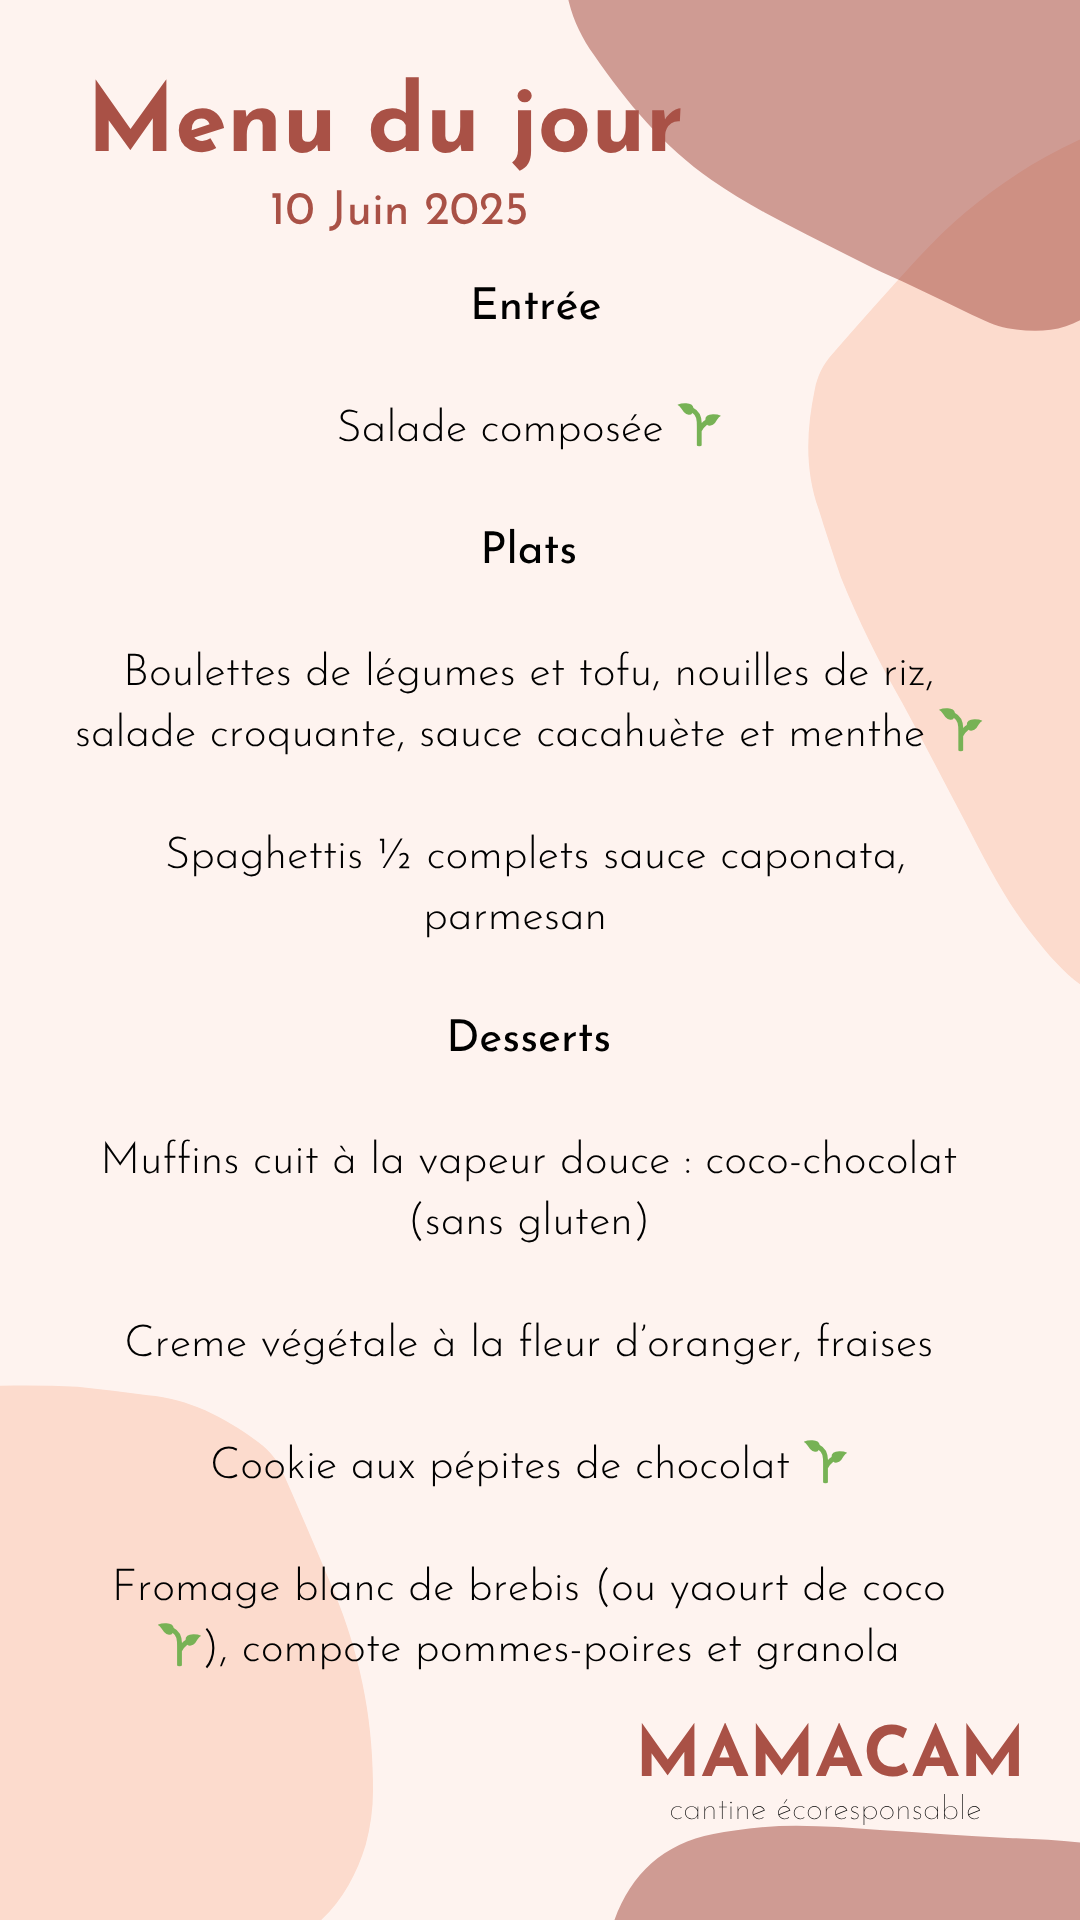 Menu du jour
10 Juin 2025
Entrée
Salade composée 🌱
Plats
Boulettes de légumes et tofu, nouilles de riz,
salade croquante, sauce cacahuète et menthe 🌱
Spaghettis ½ complets sauce caponata,
parmesan
Desserts
Muffins cuit à la vapeur douce : coco-chocolat
(sans gluten)
Creme végétale à la fleur d’oranger, fraises
Cookie aux pépites de chocolat 🌱
Fromage blanc de brebis (ou yaourt de coco
🌱), compote pommes-poires et granola
MAMACAM
cantine écoresponsable